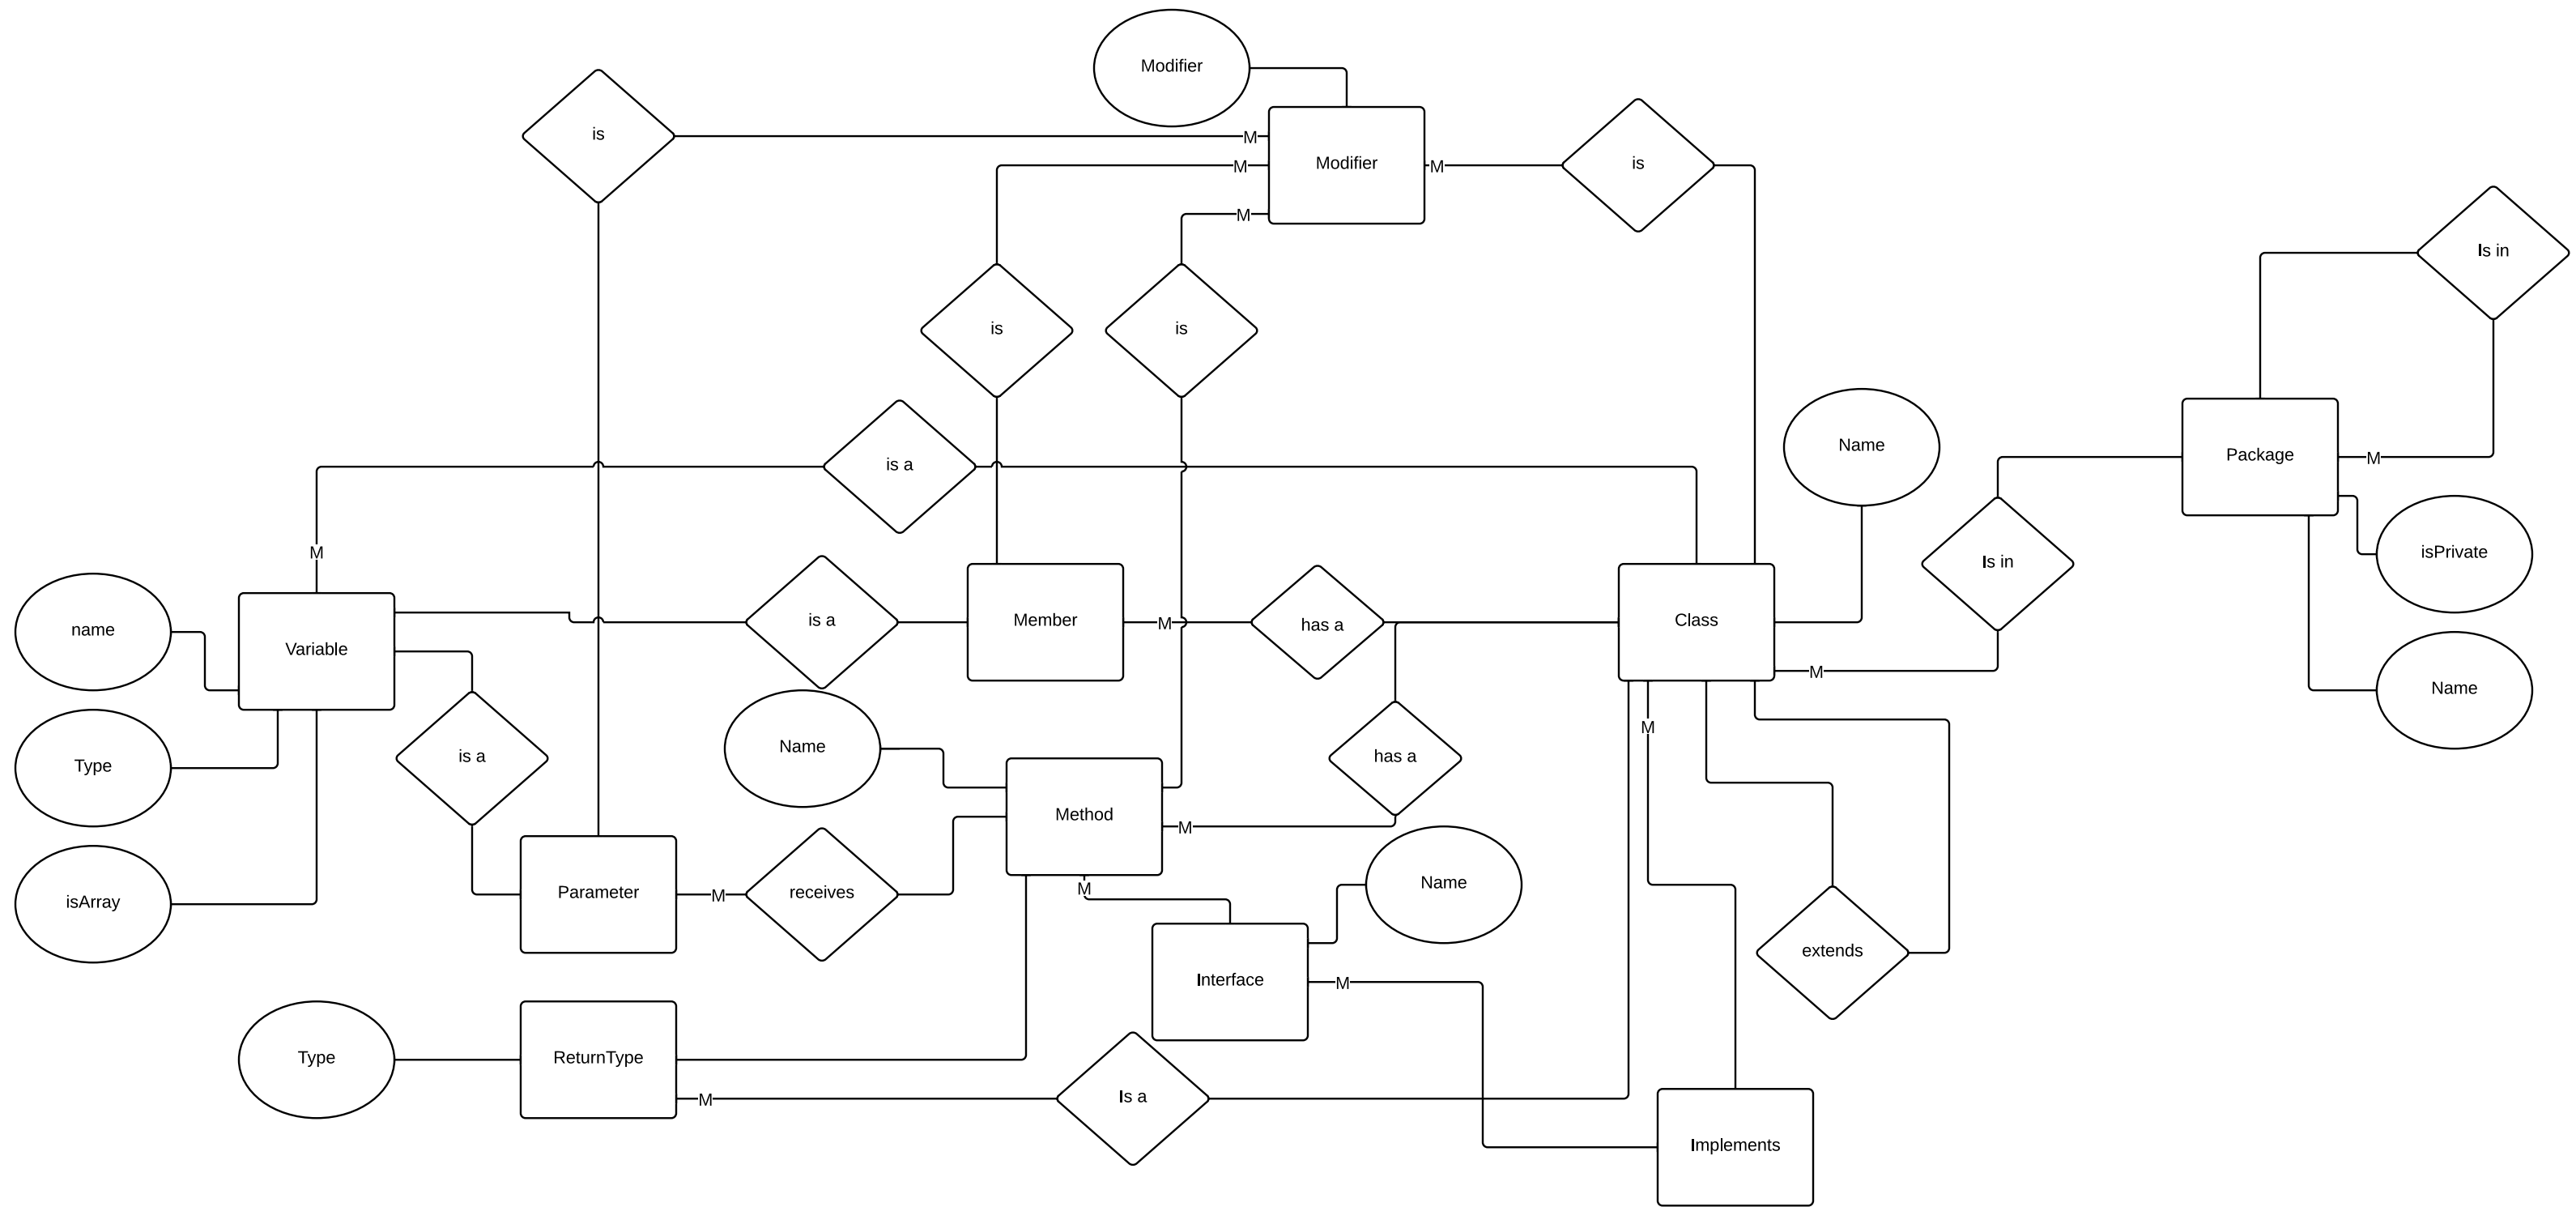 Modifier
is
M
Modifier
M
M
is
M
Is in
is
is
Name
is a
Package
M
M
isPrivate
Is in
name
Variable
is a
Member
M
has a
Class
M
Name
Type
is a
Name
has a
M
Method
M
isArray
Parameter
M
receives
M
Name
extends
Interface
M
Type
ReturnType
M
Is a
Implements